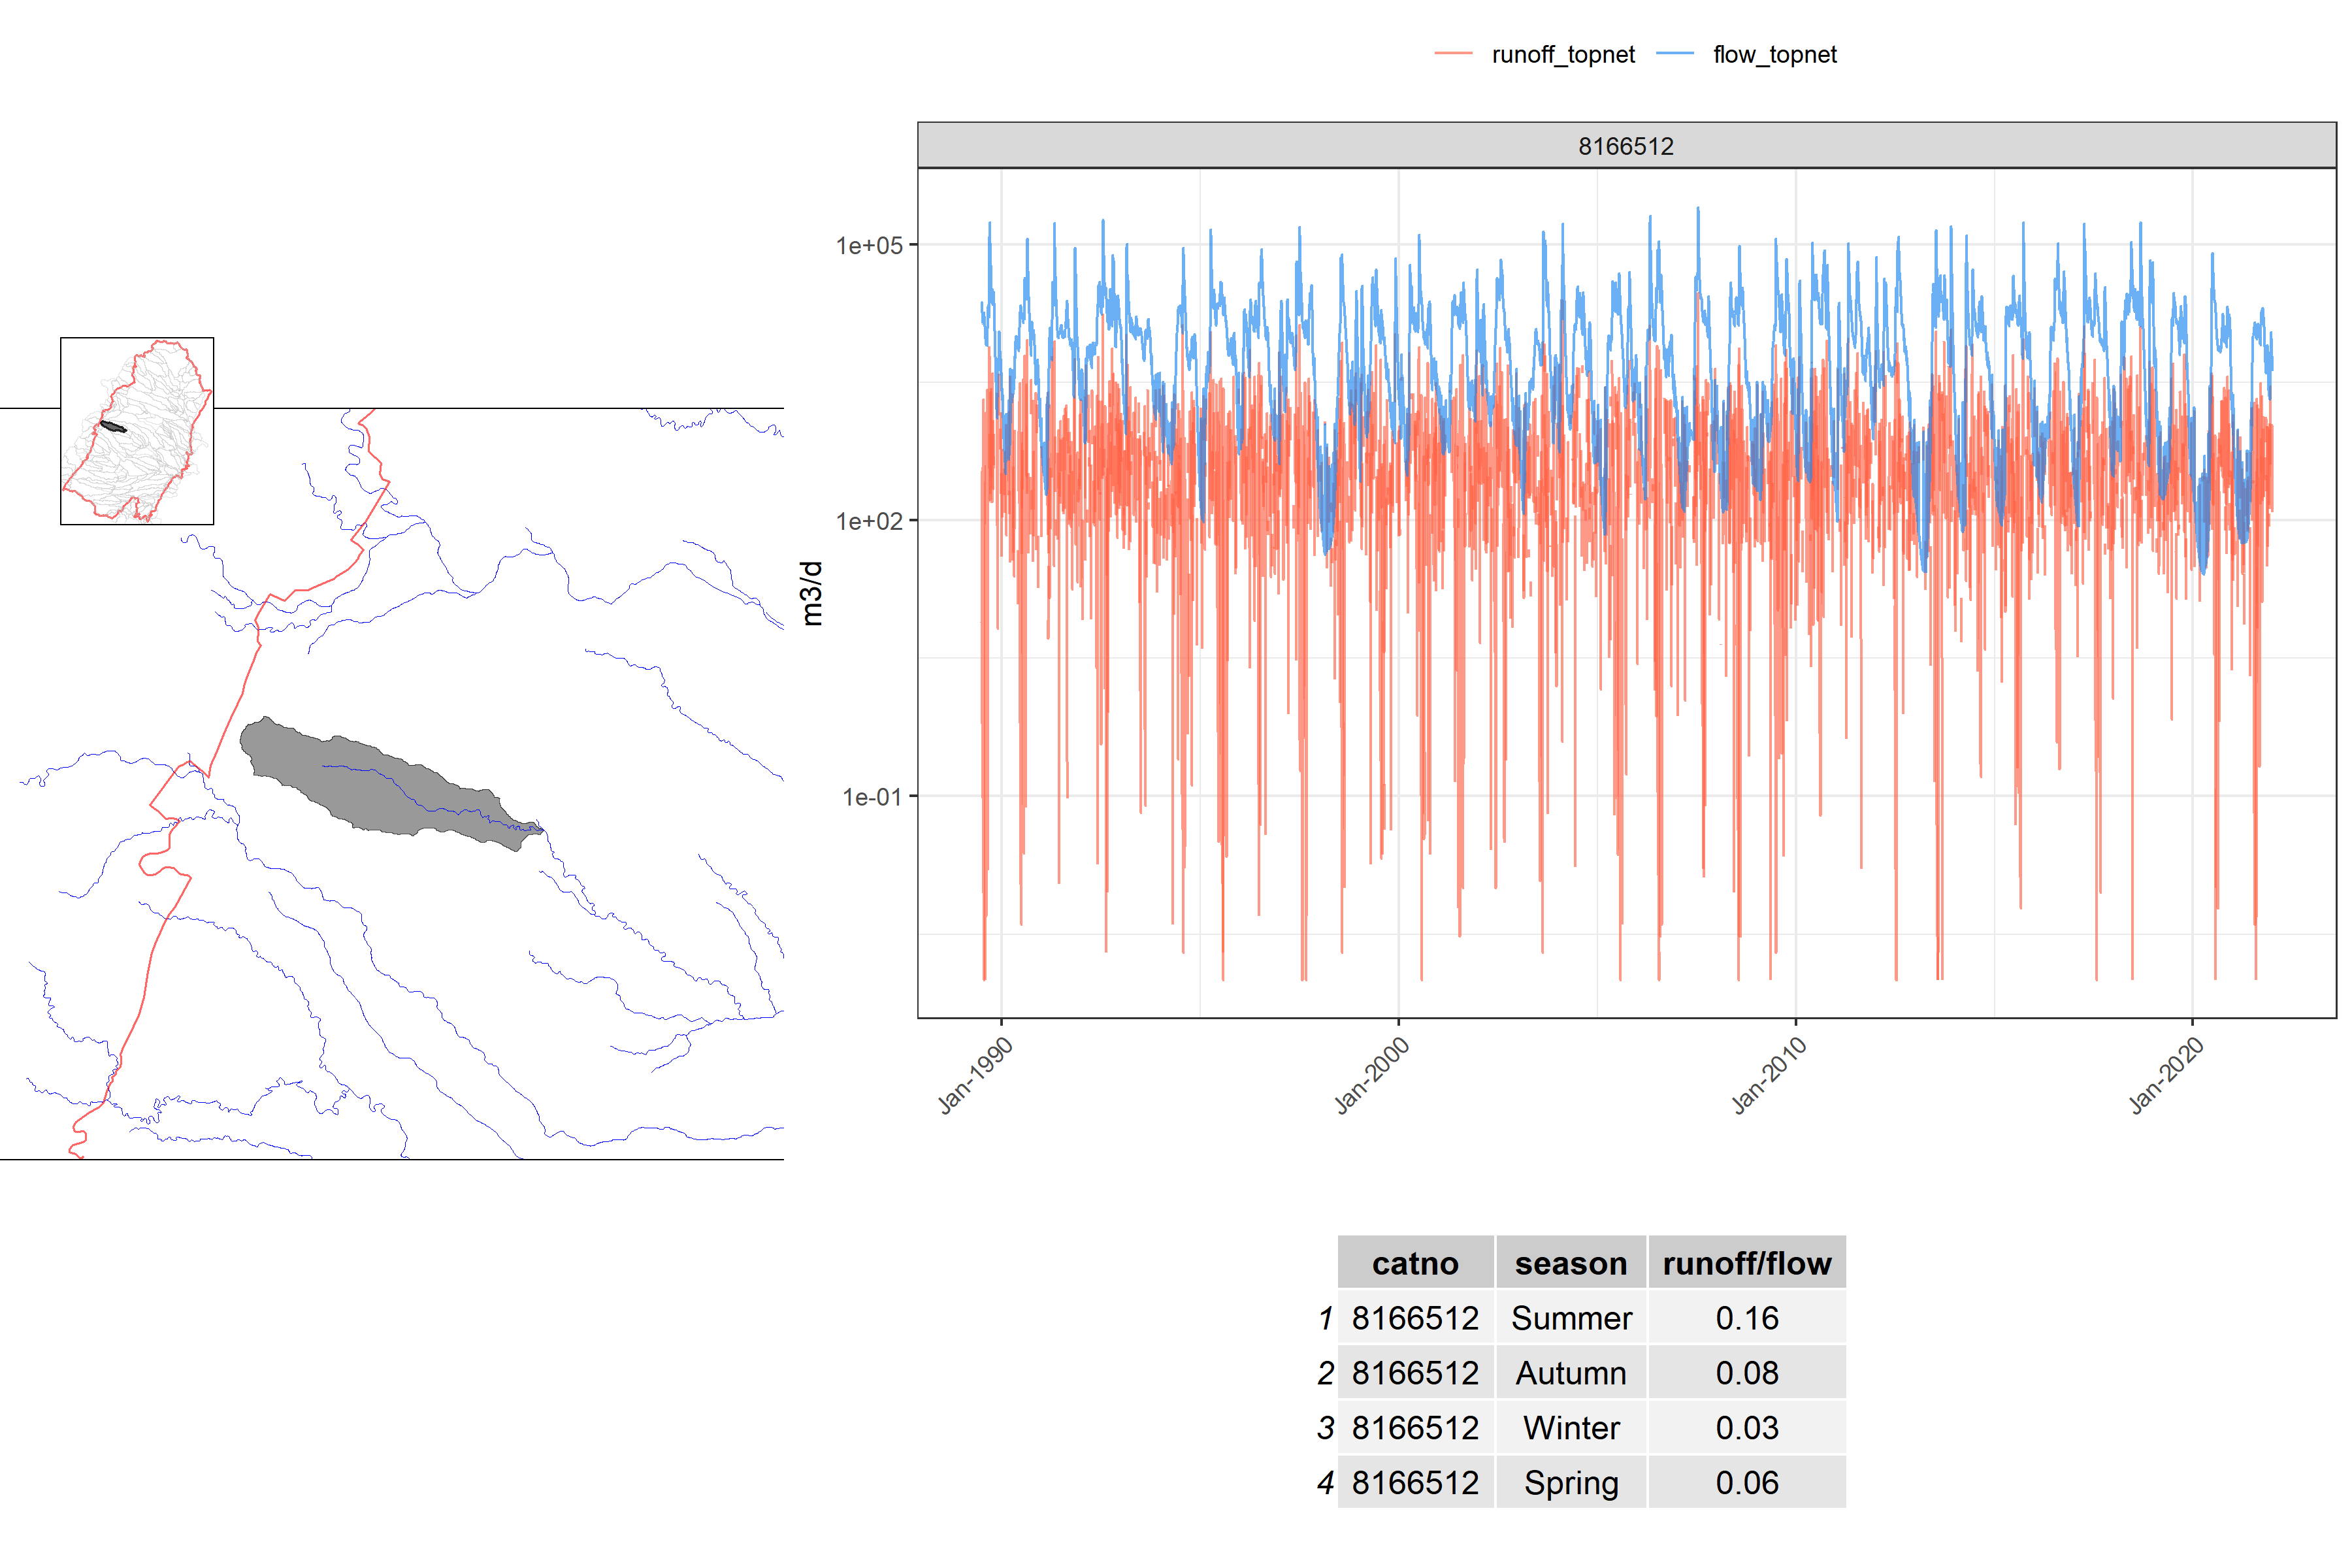 runoff_topnet flow_topnet
8166512
1e+05
1e+02
1e-01
m3/d
Jan-1990 Jan-2000 Jan-2010 Jan-2020
catno season runoff/flow
1 8166512 Summer 0.16
2 8166512 Autumn 0.08
3 8166512 Winter 0.03
4 8166512 Spring 0.06